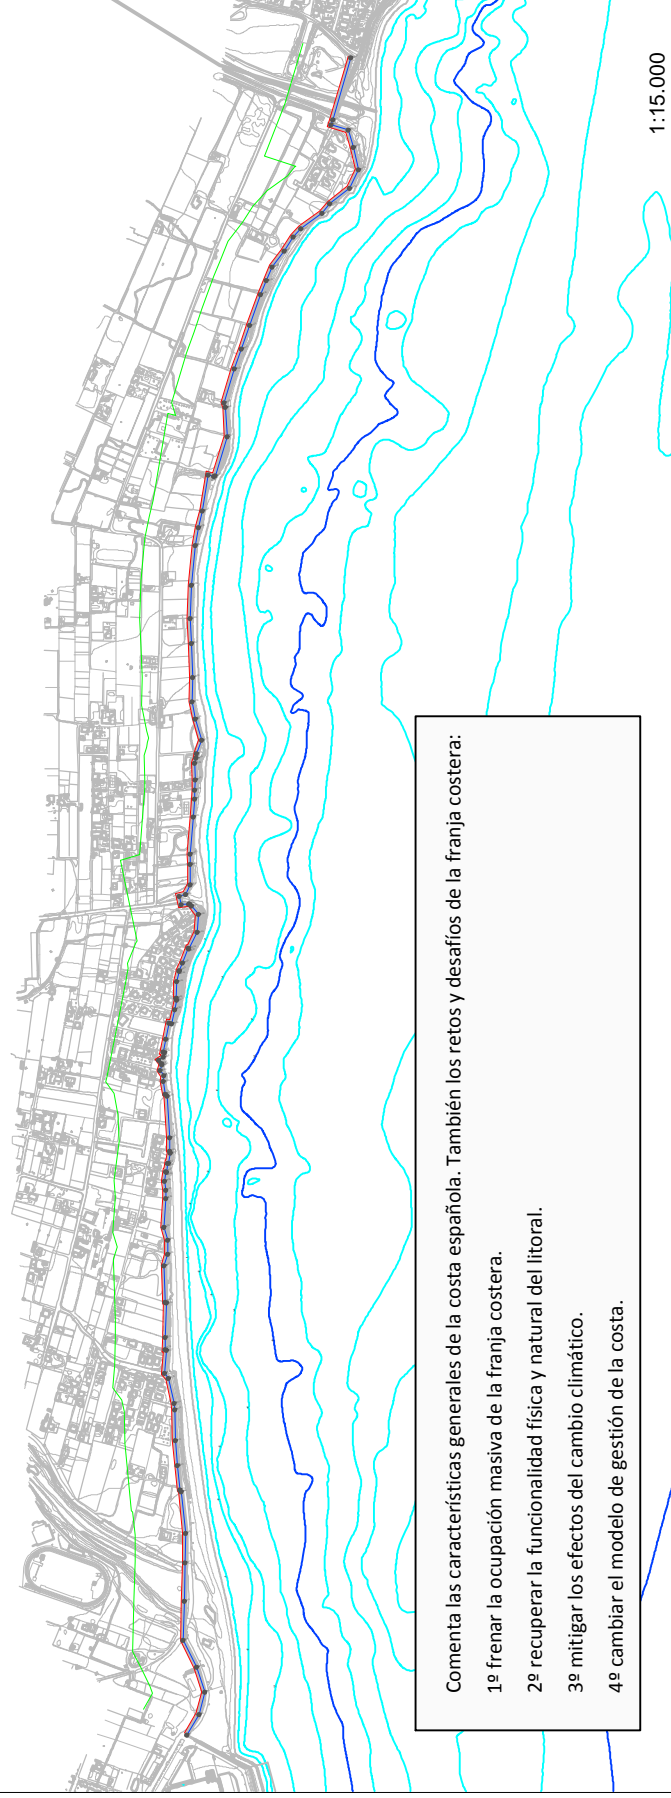 Comenta las características generales de la costa española. También los retos y desafíos de la franja costera:
1º frenar la ocupación masiva de la franja costera.
2º recuperar la funcionalidad física y natural del litoral.
3º mitigar los efectos del cambio climático.
4º cambiar el modelo de gestión de la costa.
1:15.000